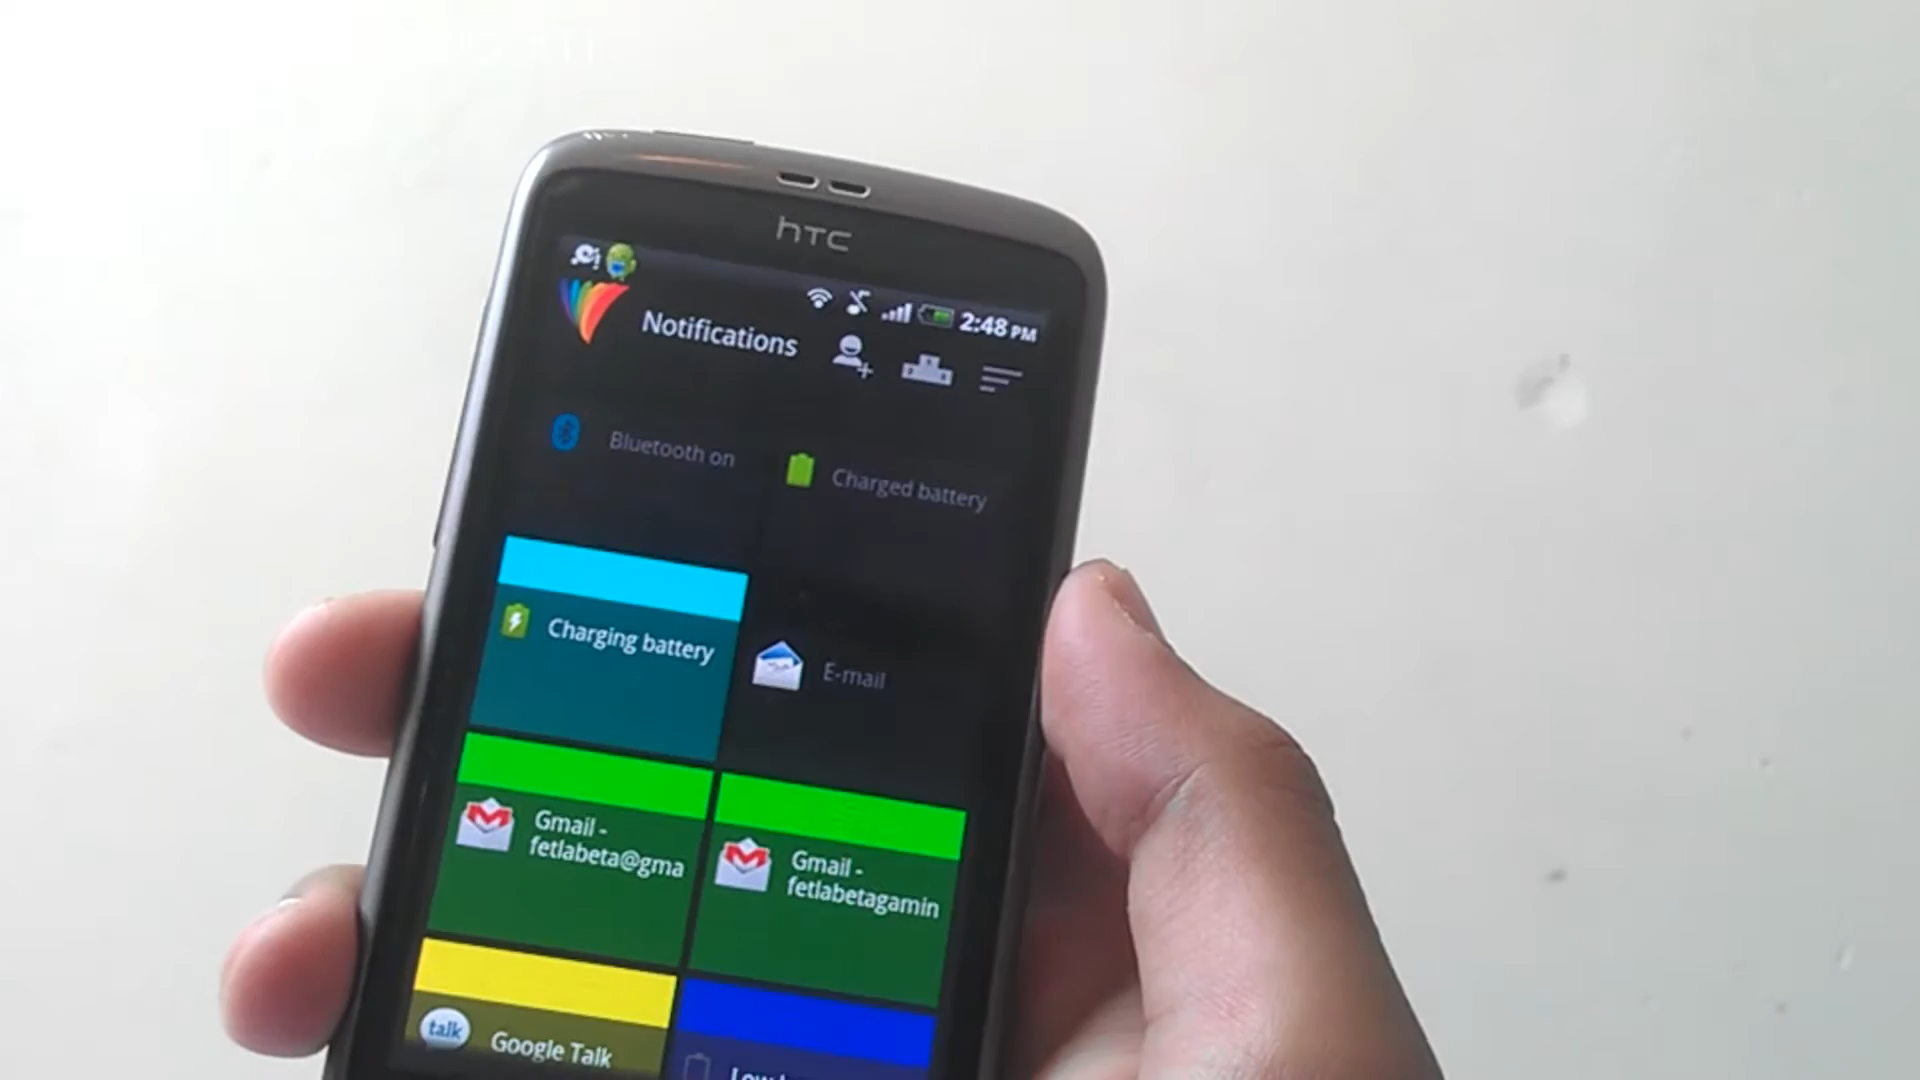 hTC
2:48 PM
Notifications
Bluetooth on
Charged battery
Charging battery
E-mail
Gmail -
fetlabeta@gma
Gmail -
fetlabetagamin
talk
Google Talk